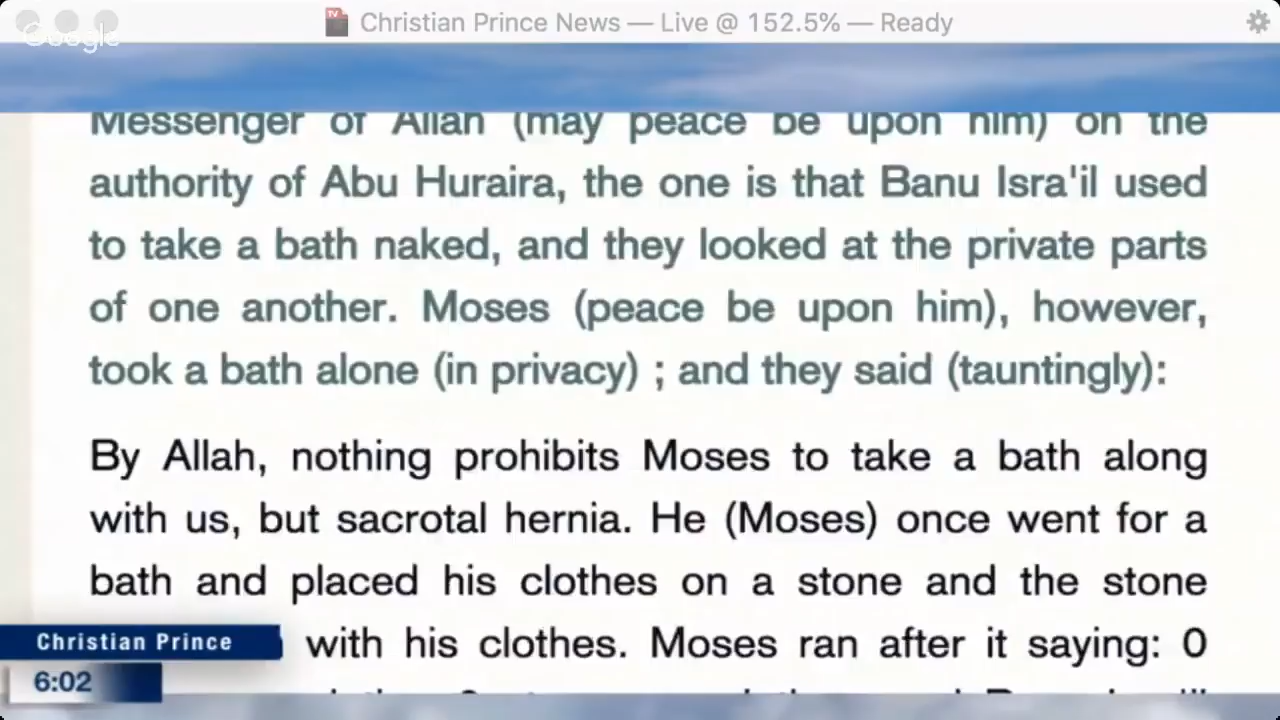 Christian Prince News — Live @ 152.5% — Ready
Google
Messenger of Allah (may peace be upon him) on the
authority of Abu Huraira, the one is that Banu Isra'il used
to take a bath naked, and they looked at the private parts
of one another. Moses (peace be upon him), however,
took a bath alone (in privacy) ; and they said (tauntingly):
By Allah, nothing prohibits Moses to take a bath along
with us, but sacrotal hernia. He (Moses) once went for a
bath and placed his clothes on a stone and the stone
with his clothes. Moses ran after it saying: 0
Christian Prince
6:02